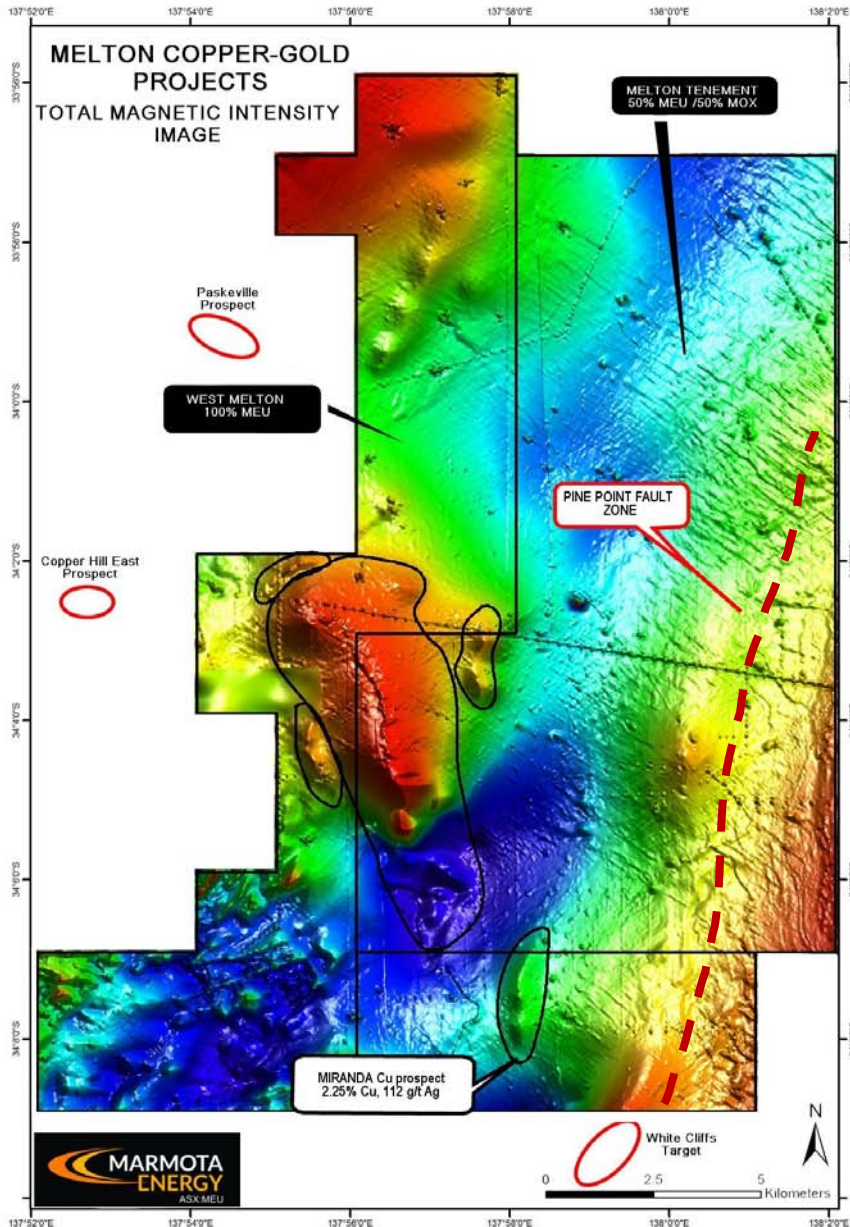 137°52'0"E 137°54'0"E 137°56'0"E 137°58'0"E 138°0'0"E 138°2'0
MELTON COPPER-GOLD
PROJECTS
TOTAL MAGNETIC INTENSITY
IMAGE
33°56'0"S
MELTON TENEMENT
50% MEU /50% MOX
33°58'0"S
Paskeville
Prospect
34°0'0"S
WEST MELTON
100% MEU
PINE POINT FAULT
ZONE
34°2'0"S
Copper Hill East
Prospect
34°4'0"S
34°6'0"S
34°8'0"S
MIRANDA Cu prospect
2.25% Cu, 112 g/t Ag
MARMOTA
ENERGY
ASX:MEU
White Cliffs
Target
N
0 2.5 5
Kilometers
137°52'0"E 137°54'0"E 137°56'0"E 137°58'0"E 138°0'0"E 138°2'0